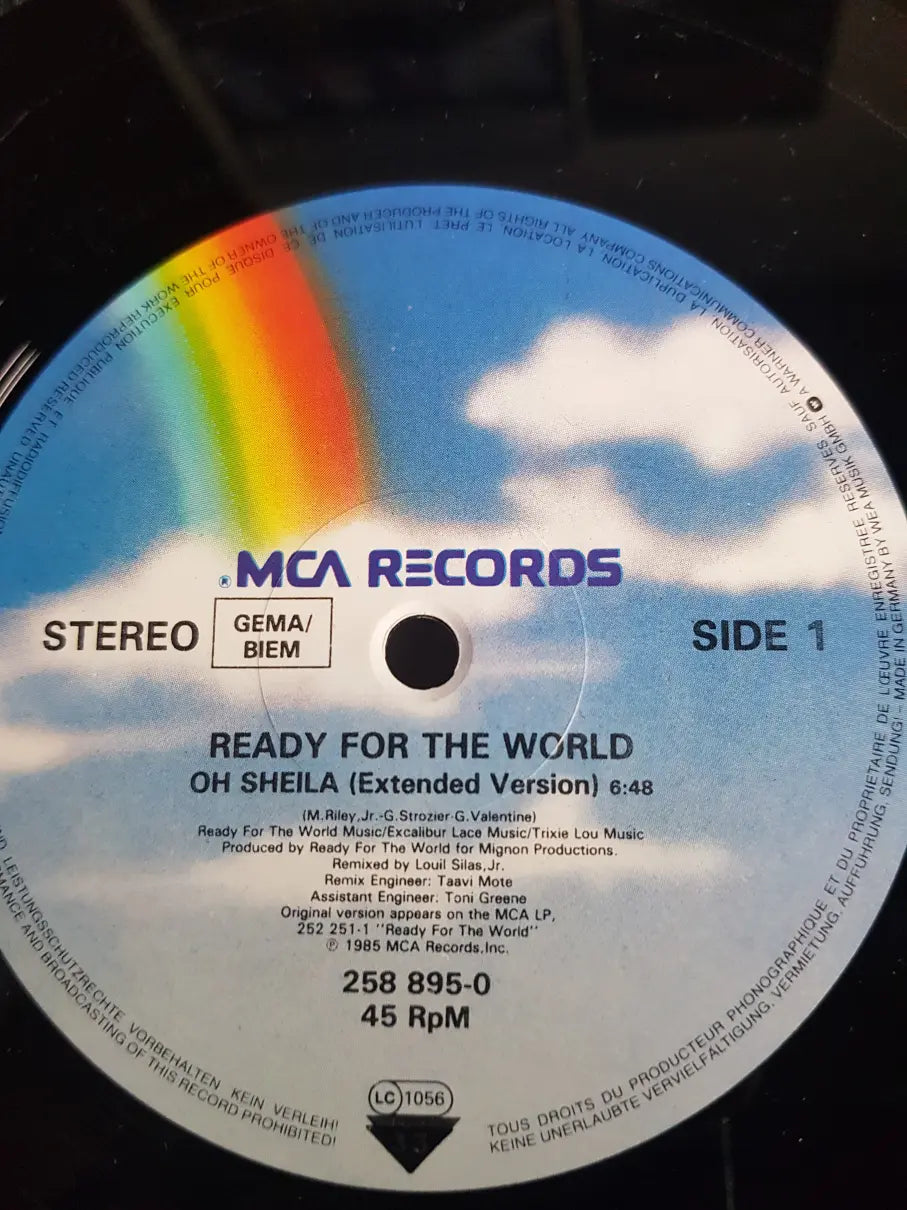 MCA RECORDS
®
STEREO
GEMA/
BIEM
SIDE 1
READY FOR THE WORLD
OH SHEILA (Extended Version) 6:48
(M.Riley,Jr.-G.Strozier-G.Valentine)
Ready For The World Music/Excalibur Lace Music/Trixie Lou Music
Produced by Ready For The World for Mignon Productions.
Remixed by Louil Silas,Jr.
Remix Engineer: Taavi Mote
Assistant Engineer: Toni Greene
Original version appears on the MCA LP,
252 251-1 "Ready For The World"
℗ 1985 MCA Records,Inc.
258 895-0
45 RpM
LC 1056
TOUS DROITS DU PRODUCTEUR PHONOGRAPHIQUE ET DU PROPRIETAIRE DE L'ŒUVRE ENREGISTREE RESERVES SAUF AUTORISATION, LA DUPLICATION, LA LOCATION, LE PRET, L'UTILISATION DE CE DISQUE POUR EXECUTION PUBLIQUE ET RADIODIFFUSION
KEINE UNERLAUBTE VERVIELFÄLTIGUNG, VERMIETUNG, AUFFÜHRUNG, SENDUNG! – MADE IN GERMANY BY WEA MUSIK GMBH A WARNER COMMUNICATIONS COMPANY ALL RIGHTS OF THE PRODUCER AND OF THE OWNER OF THE WORK REPRODUCED RESERVED
LEISTUNGSSCHUTZRECHTE VORBEHALTEN KEIN VERLEIH!
AND BROADCASTING OF THIS RECORD PROHIBITED!